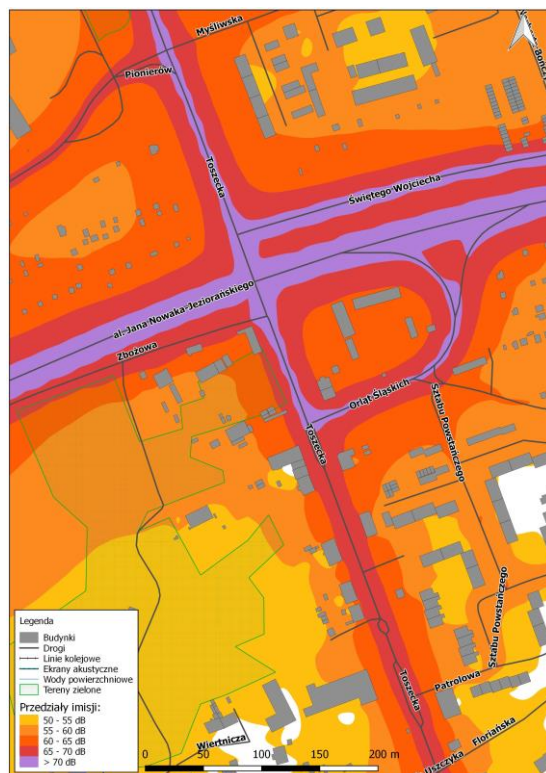 Myśliwska
Pionierów
Toszecka
Świętego Wojciecha
al. Jana Nowaka-Jeziorańskiego
Zbożowa
Orląt Śląskich
Sztabu Powstańczego
Toszecka
Sztabu Powstańczego
Patrolowa
Toszecka
Floriańska
Wiertnicza
Legenda
Budynki
Drogi
Linie kolejowe
Ekrany akustyczne
Wody powierzchniowe
Tereny zielone
Przedziały imisji:
50 - 55 dB
55 - 60 dB
60 - 65 dB
65 - 70 dB
> 70 dB
0 50 100 150 200 m